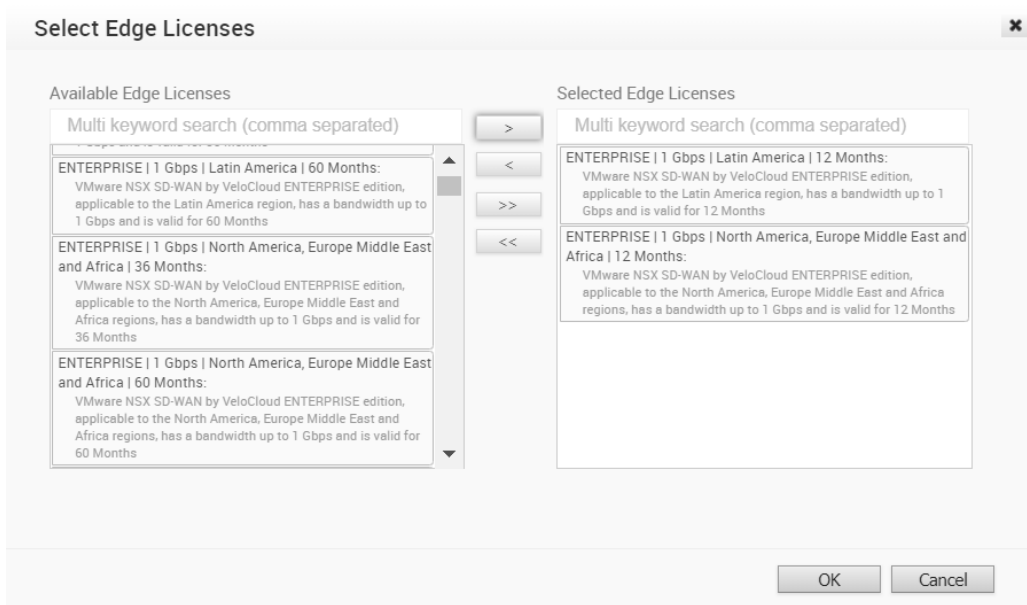 Select Edge Licenses
Available Edge Licenses
Multi keyword search (comma separated)
ENTERPRISE | 1 Gbps | Latin America | 60 Months:
VMware NSX SD-WAN by VeloCloud ENTERPRISE edition,
applicable to the Latin America region, has a bandwidth up to
1 Gbps and is valid for 60 Months
ENTERPRISE | 1 Gbps | North America, Europe Middle East
and Africa | 36 Months:
VMware NSX SD-WAN by VeloCloud ENTERPRISE edition,
applicable to the North America, Europe Middle East and
Africa regions, has a bandwidth up to 1 Gbps and is valid for
36 Months
ENTERPRISE | 1 Gbps | North America, Europe Middle East
and Africa | 60 Months:
VMware NSX SD-WAN by VeloCloud ENTERPRISE edition,
applicable to the North America, Europe Middle East and
Africa regions, has a bandwidth up to 1 Gbps and is valid for
60 Months
>
<
>>
<<
Selected Edge Licenses
Multi keyword search (comma separated)
ENTERPRISE | 1 Gbps | Latin America | 12 Months:
VMware NSX SD-WAN by VeloCloud ENTERPRISE edition,
applicable to the Latin America region, has a bandwidth up to 1
Gbps and is valid for 12 Months
ENTERPRISE | 1 Gbps | North America, Europe Middle East and
Africa | 12 Months:
VMware NSX SD-WAN by VeloCloud ENTERPRISE edition,
applicable to the North America, Europe Middle East and Africa
regions, has a bandwidth up to 1 Gbps and is valid for 12 Months
OK
Cancel